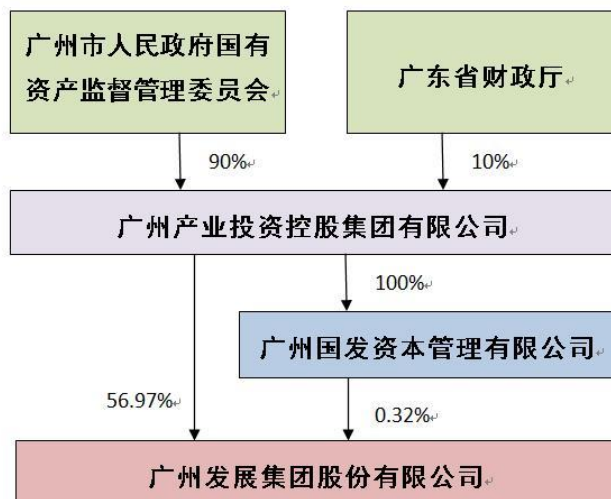 广州市人民政府国有
资产监督管理委员会
广东省财政厅
90%
10%
广州产业投资控股集团有限公司
100%
广州国发资本管理有限公司
56.97%
0.32%
广州发展集团股份有限公司